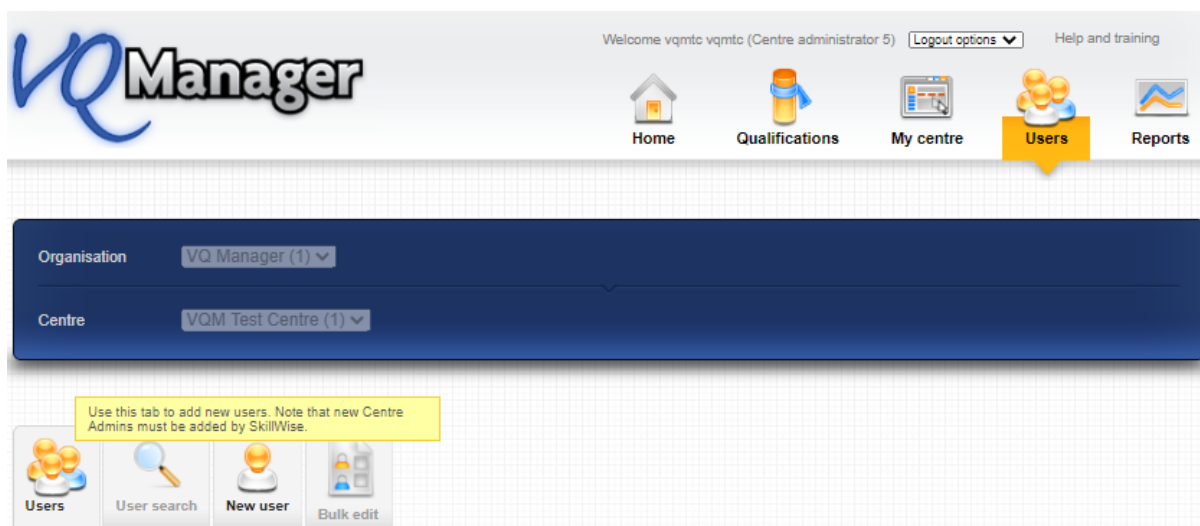 VQManager
Welcome vqmtc vqmtc (Centre administrator 5) Logout options Help and training
Home Qualifications My centre Users Reports
Organisation VQ Manager (1)
Centre VQM Test Centre (1)
Use this tab to add new users. Note that new Centre
Admins must be added by SkillWise.
Users User search New user Bulk edit